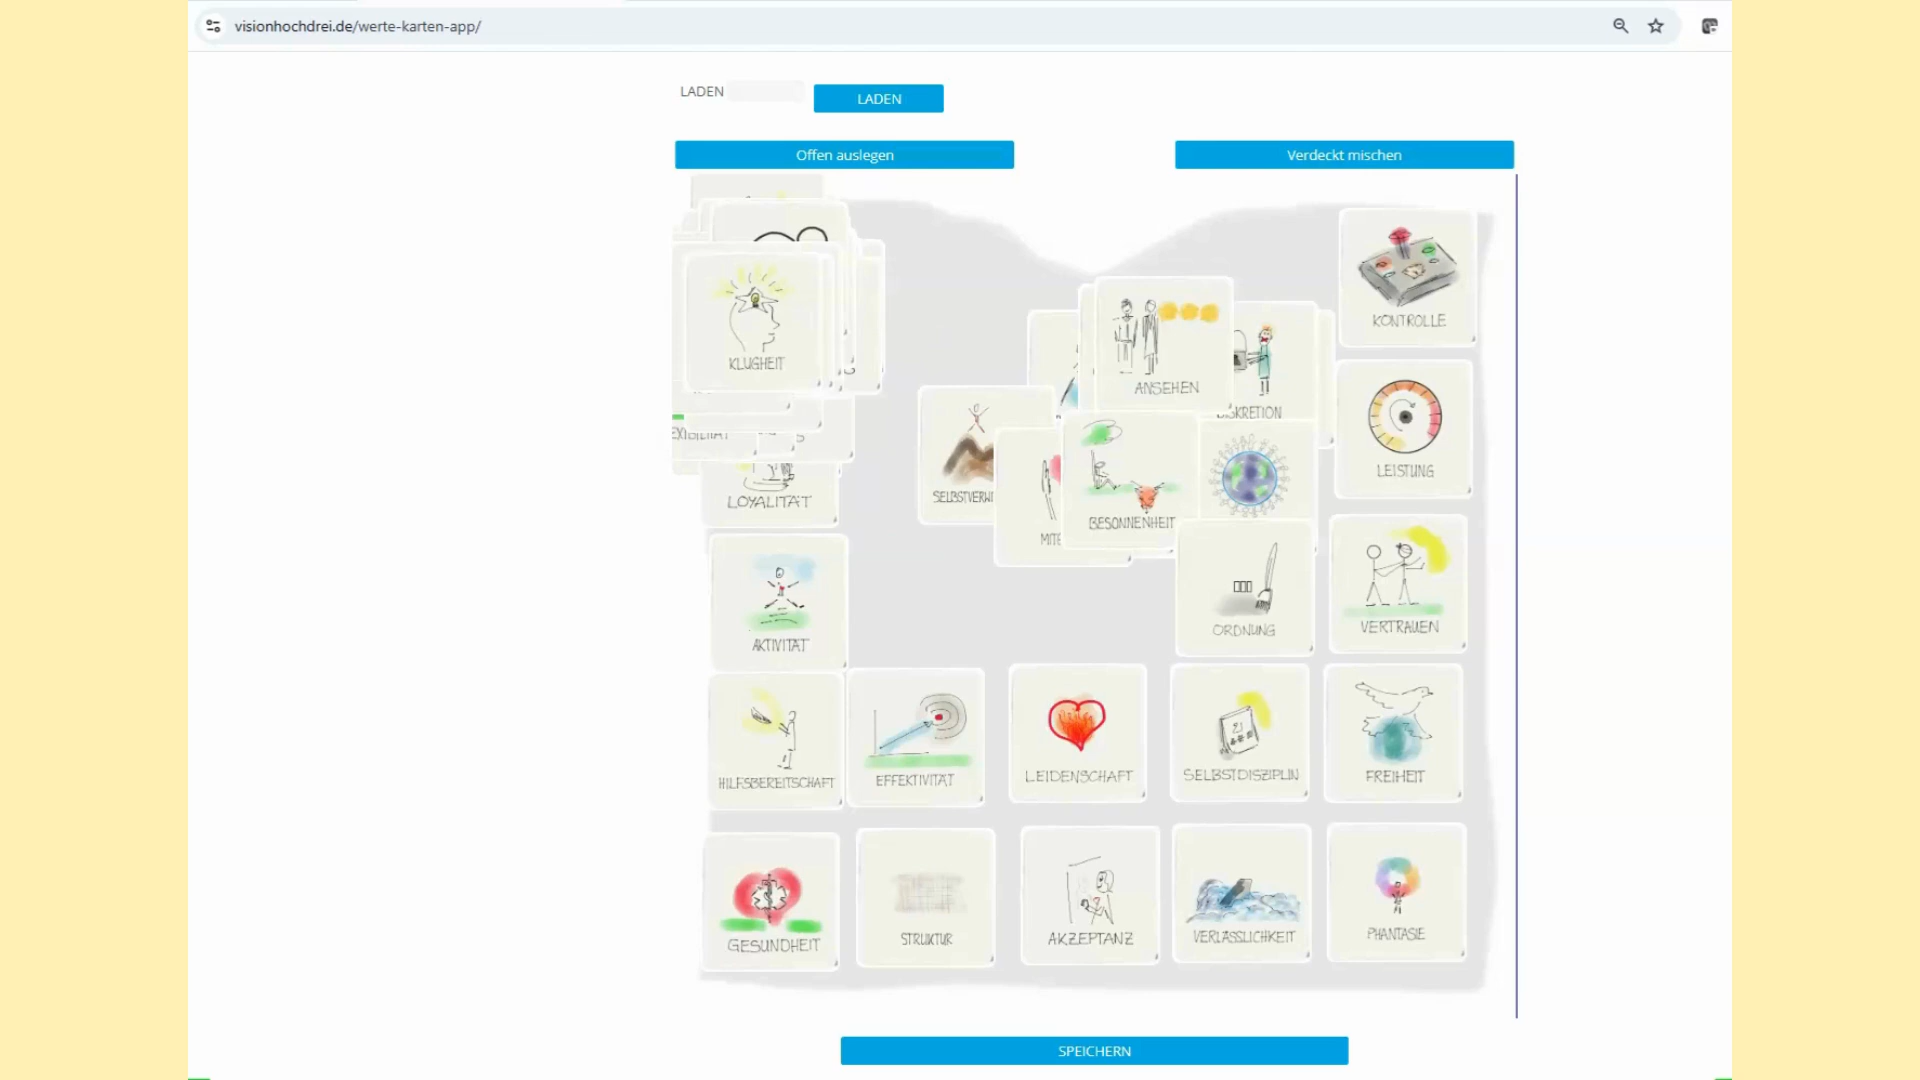 visionhochdrei.de/werte-karten-app/
LADEN
LADEN
Offen auslegen
Verdeckt mischen
KLUGHEIT
KONTROLLE
ANSEHEN
LEISTUNG
LOYALITÄT
BESONNENHEIT
VERTRAUEN
ORDNUNG
AKTIVITÄT
HILFSBEREITSCHAFT
EFFEKTIVITÄT
LEIDENSCHAFT
SELBSTDISZIPLIN
FREIHEIT
GESUNDHEIT
STRUKTUR
AKZEPTANZ
VERLÄSSLICHKEIT
PHANTASIE
SPEICHERN